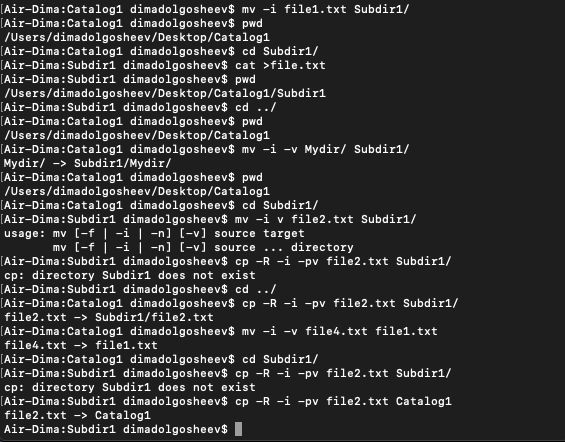 [Air-Dima:Catalog1 dimadolgosheev$ mv -i file1.txt Subdir1/
[Air-Dima:Catalog1 dimadolgosheev$ pwd
/Users/dimadolgosheev/Desktop/Catalog1
[Air-Dima:Catalog1 dimadolgosheev$ cd Subdir1/
[Air-Dima:Subdir1 dimadolgosheev$ cat >file.txt
[Air-Dima:Subdir1 dimadolgosheev$ pwd
/Users/dimadolgosheev/Desktop/Catalog1/Subdir1
[Air-Dima:Subdir1 dimadolgosheev$ cd ../
[Air-Dima:Catalog1 dimadolgosheev$ pwd
/Users/dimadolgosheev/Desktop/Catalog1
[Air-Dima:Catalog1 dimadolgosheev$ mv -i -v Mydir/ Subdir1/
Mydir/ -> Subdir1/Mydir/
[Air-Dima:Catalog1 dimadolgosheev$ pwd
/Users/dimadolgosheev/Desktop/Catalog1
[Air-Dima:Catalog1 dimadolgosheev$ cd Subdir1/
[Air-Dima:Subdir1 dimadolgosheev$ mv -i v file2.txt Subdir1/
usage: mv [-f | -i | -n] [-v] source target
mv [-f | -i | -n] [-v] source ... directory
[Air-Dima:Subdir1 dimadolgosheev$ cp -R -i -pv file2.txt Subdir1/
cp: directory Subdir1 does not exist
[Air-Dima:Subdir1 dimadolgosheev$ cd ../
[Air-Dima:Catalog1 dimadolgosheev$ cp -R -i -pv file2.txt Subdir1/
file2.txt -> Subdir1/file2.txt
[Air-Dima:Catalog1 dimadolgosheev$ mv -i -v file4.txt file1.txt
file4.txt -> file1.txt
[Air-Dima:Catalog1 dimadolgosheev$ cd Subdir1/
[Air-Dima:Subdir1 dimadolgosheev$ cp -R -i -pv file2.txt Subdir1/
cp: directory Subdir1 does not exist
[Air-Dima:Subdir1 dimadolgosheev$ cp -R -i -pv file2.txt Catalog1
file2.txt -> Catalog1
Air-Dima:Subdir1 dimadolgosheev$